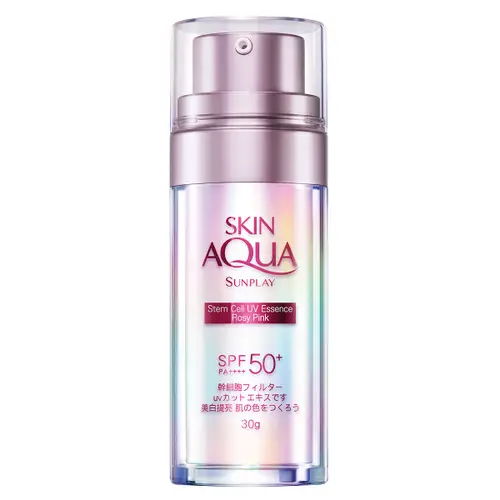 SKIN
AQUA
SUNPLAY
Stem Cell UV Essence
Rosy Pink
SPF 50+
PA++++
幹細胞フィルター
uvカットエキスです
美白提亮 肌の色をつくろう
30g